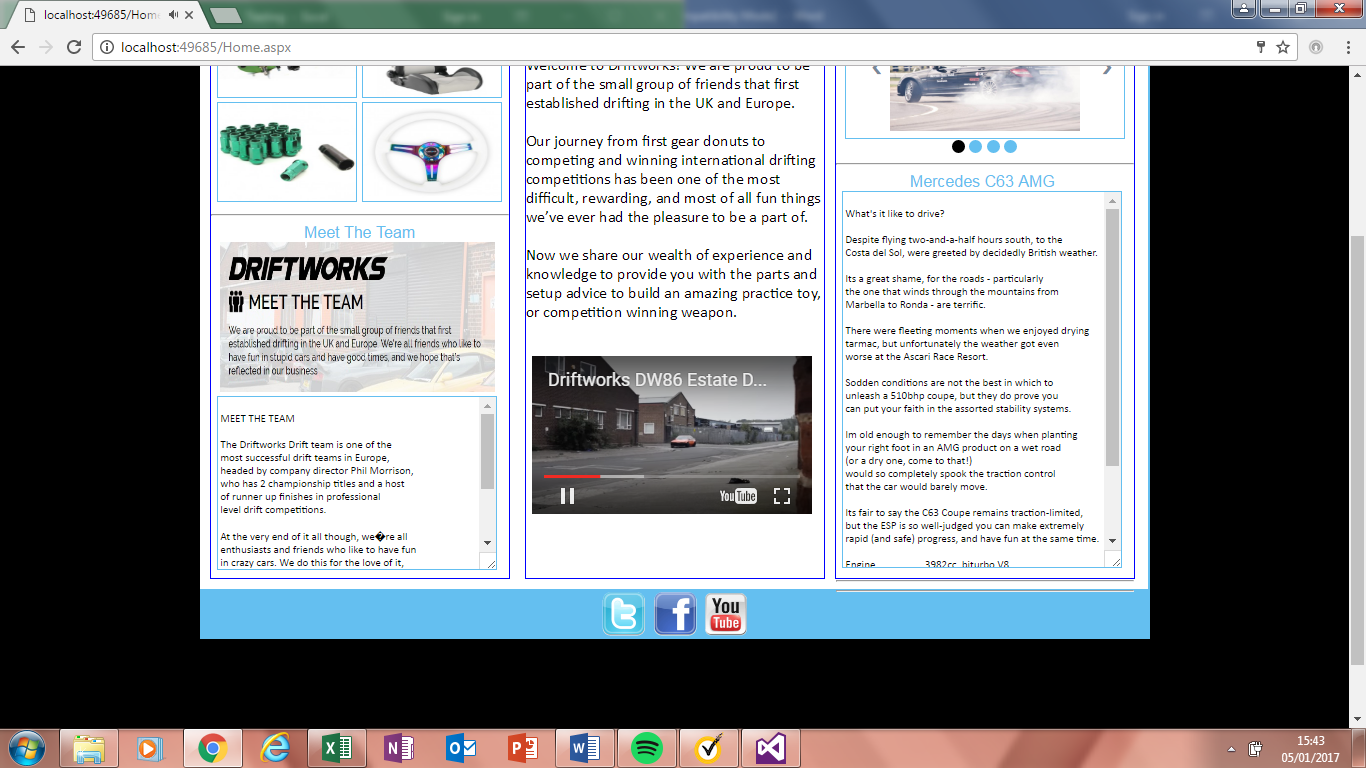 localhost:49685/Hom
localhost:49685/Home.aspx
Welcome to Driftworks! We are proud to be
part of the small group of friends that first
established drifting in the UK and Europe.
Our journey from first gear donuts to
competing and winning international drifting
competitions has been one of the most
difficult, rewarding, and most of all fun things
we've ever had the pleasure to be a part of.
Now we share our wealth of experience and
knowledge to provide you with the parts and
setup advice to build an amazing practice toy,
or competition winning weapon.
Driftworks DW86 Estate D...
YouTube
Meet The Team
DRIFTWORKS
MEET THE TEAM
We are proud to be part of the small group of friends that first
established drifting in the UK and Europe. We're all friends who like to
have fun in stupid cars and have good times, and we hope that's
reflected in our business
MEET THE TEAM
The Driftworks Drift team is one of the
most successful drift teams in Europe,
headed by company director Phil Morrison,
who has 2 championship titles and a host
of runner up finishes in professional
level drift competitions.
At the very end of it all though, we�re all
enthusiasts and friends who like to have fun
in crazy cars. We do this for the love of it,
Mercedes C63 AMG
What's it like to drive?
Despite flying two-and-a-half hours south, to the
Costa del Sol, were greeted by decidedly British weather.
Its a great shame, for the roads - particularly
the one that winds through the mountains from
Marbella to Ronda - are terrific.
There were fleeting moments when we enjoyed drying
tarmac, but unfortunately the weather got even
worse at the Ascari Race Resort.
Sodden conditions are not the best in which to
unleash a 510bhp coupe, but they do prove you
can put your faith in the assorted stability systems.
Im old enough to remember the days when planting
your right foot in an AMG product on a wet road
(or a dry one, come to that!)
would so completely spook the traction control
that the car would barely move.
Its fair to say the C63 Coupe remains traction-limited,
but the ESP is so well-judged you can make extremely
rapid (and safe) progress, and have fun at the same time.
Engine 3982cc, biturbo V8
You
Tube
15:43
05/01/2017